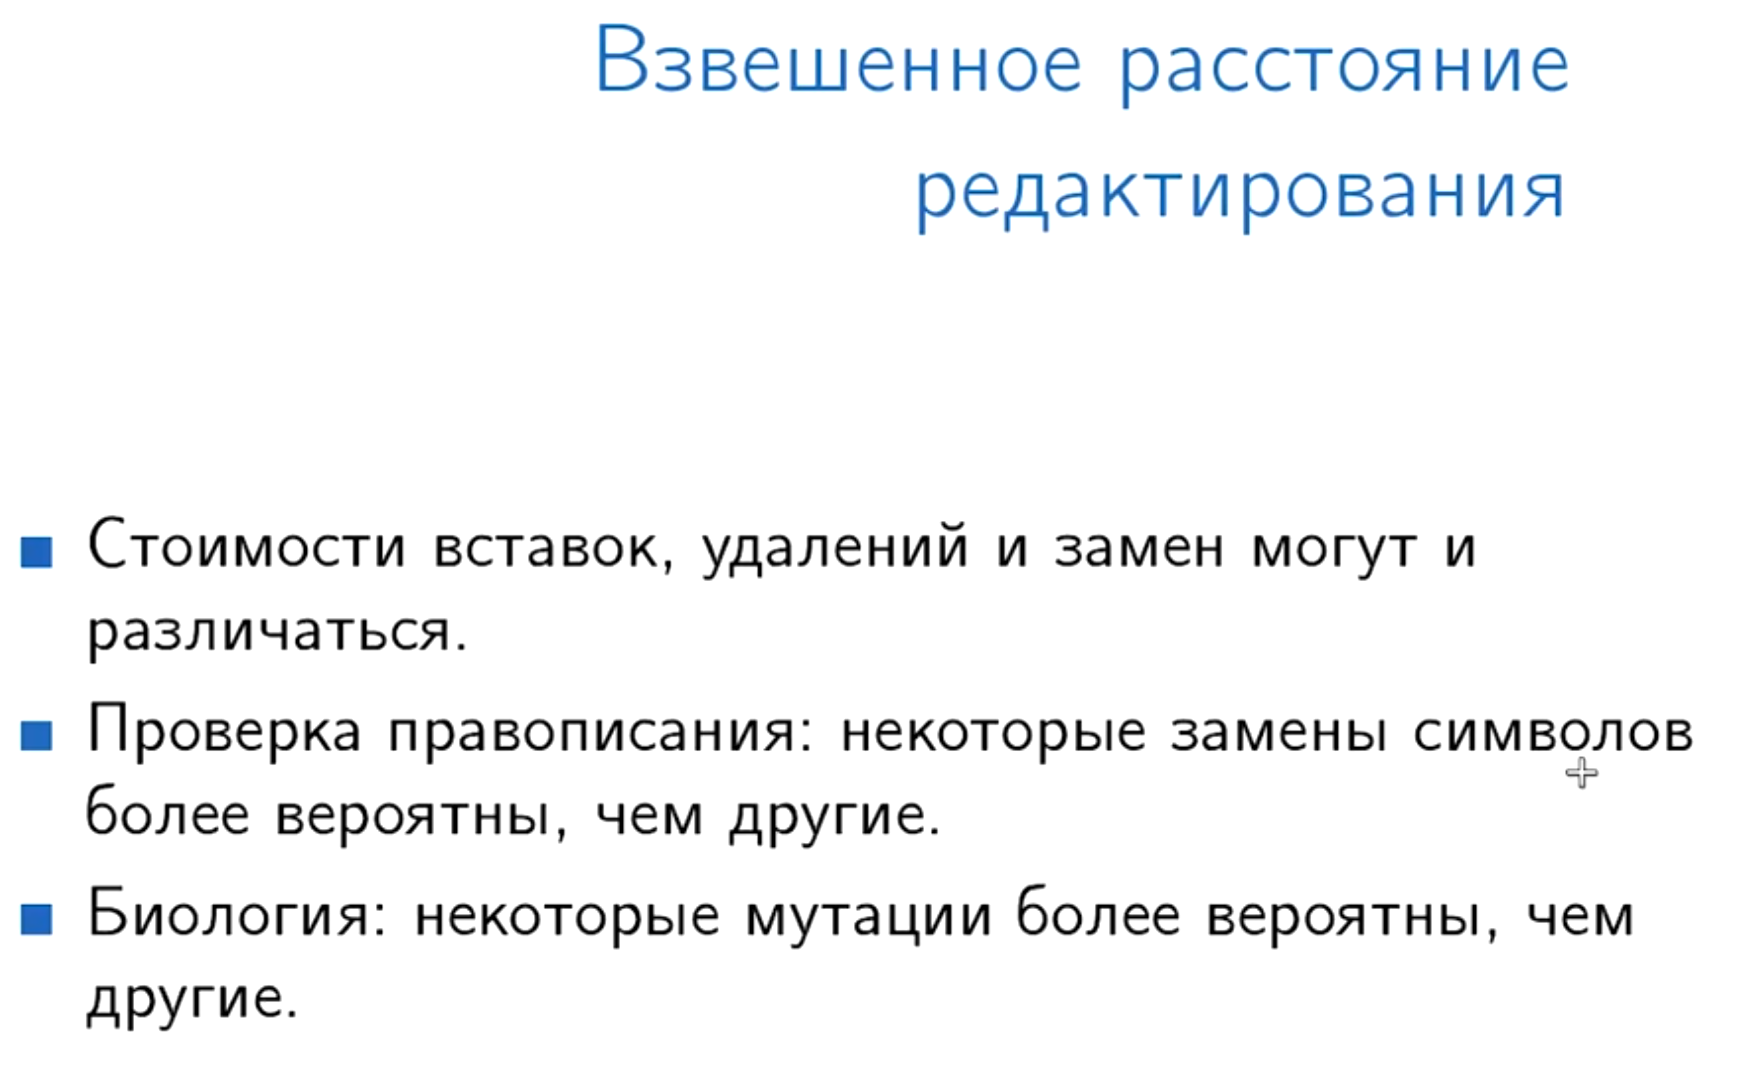 Взвешенное расстояние
редактирования
Стоимости вставок, удалений и замен могут и
различаться.
Проверка правописания: некоторые замены символов
более вероятны, чем другие.
Биология: некоторые мутации более вероятны, чем
другие.